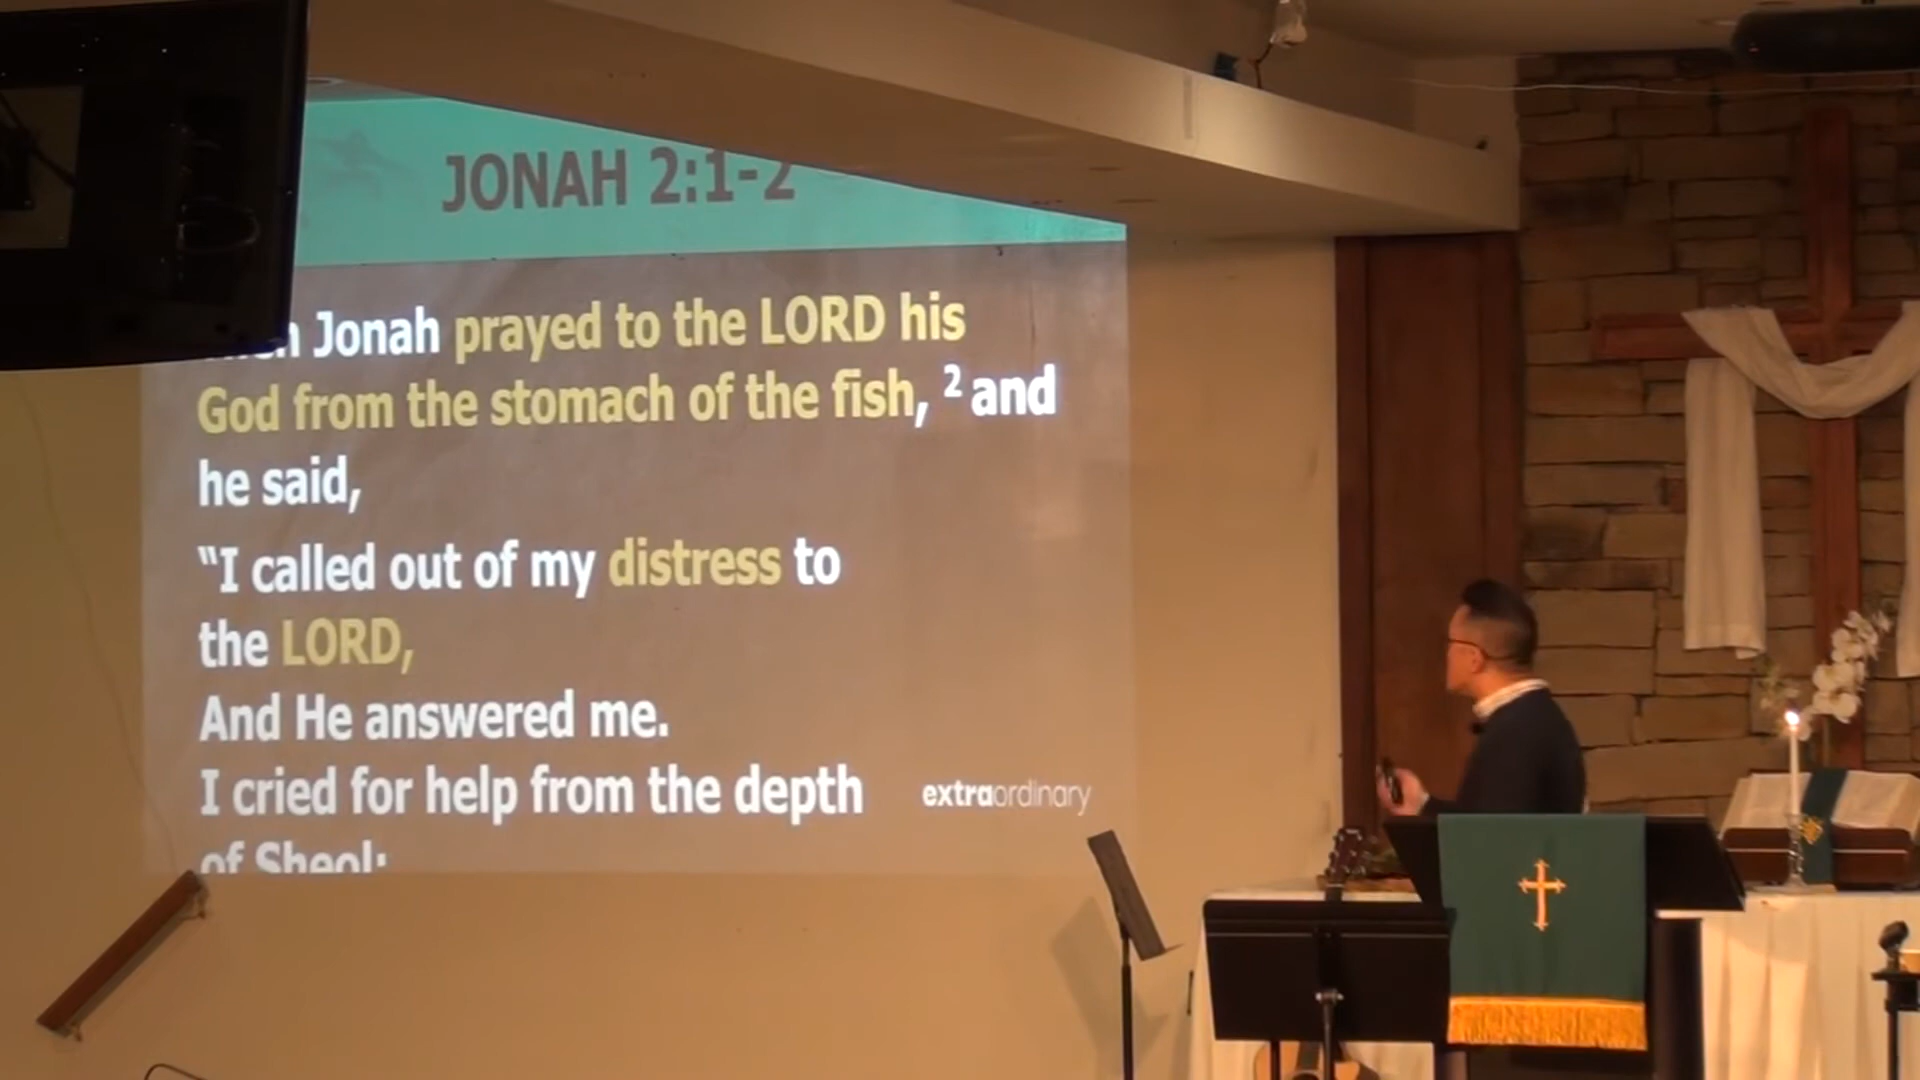 JONAH 2:1-2
Jonah prayed to the LORD his
God from the stomach of the fish, ² and
he said,
“I called out of my distress to
the LORD,
And He answered me.
I cried for help from the depth
of Sheol;
extraordinary